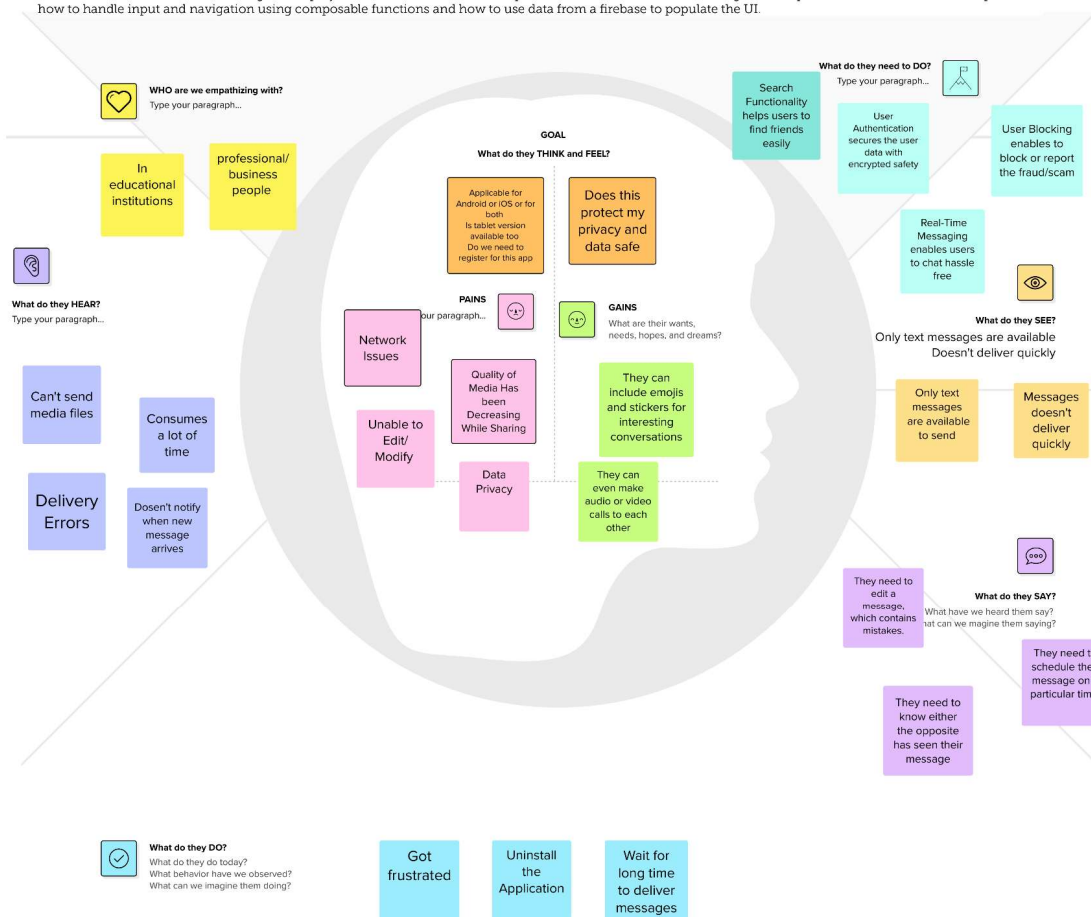 how to handle input and navigation using composable functions and how to use data from a firebase to populate the UI.
WHO are we empathizing with?
Type your paragraph...
In
educational
institutions
professional/
business
people
GOAL
What do they THINK and FEEL?
Applicable for
Android or iOS or for
both
Is tablet version
available too
Do we need to
register for this app
Does this
protect my
privacy and
data safe
What do they need to DO?
Type your paragraph...
Search
Functionality
helps users to
find friends
easily
User
Authentication
secures the user
data with
encrypted safety
User Blocking
enables to
block or report
the fraud/scam
Real-Time
Messaging
enables users
to chat hassle
free
What do they HEAR?
Type your paragraph...
Can't send
media files
Consumes
a lot of
time
Delivery
Errors
Dosen't notify
when new
message
arrives
PAINS
our paragraph...
Network
Issues
Quality of
Media Has
been
Decreasing
While Sharing
Unable to
Edit/
Modify
Data
Privacy
GAINS
What are their wants,
needs, hopes, and dreams?
They can
include emojis
and stickers for
interesting
conversations
They can
even make
audio or video
calls to each
other
What do they SEE?
Only text messages are available
Doesn't deliver quickly
Only text
messages
are available
to send
Messages
doesn't
deliver
quickly
What do they SAY?
What have we heard them say?
hat can we magine them saying?
They need to
edit a
message,
which contains
mistakes.
They need t
schedule the
message on
particular tim
They need to
know either
the opposite
has seen their
message
What do they DO?
What do they do today?
What behavior have we observed?
What can we imagine them doing?
Got
frustrated
Uninstall
the
Application
Wait for
long time
to deliver
messages